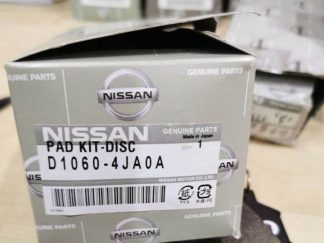 NISSAN
GENUINE PARTS
GENUINE PARTS
NISSAN
NISSAN
GENUINE PARTS
Made in Japan
PAD KIT-DISC
QTY 1
D1060-4JA0A
NISSAN MOTOR CO.,LTD.
紙